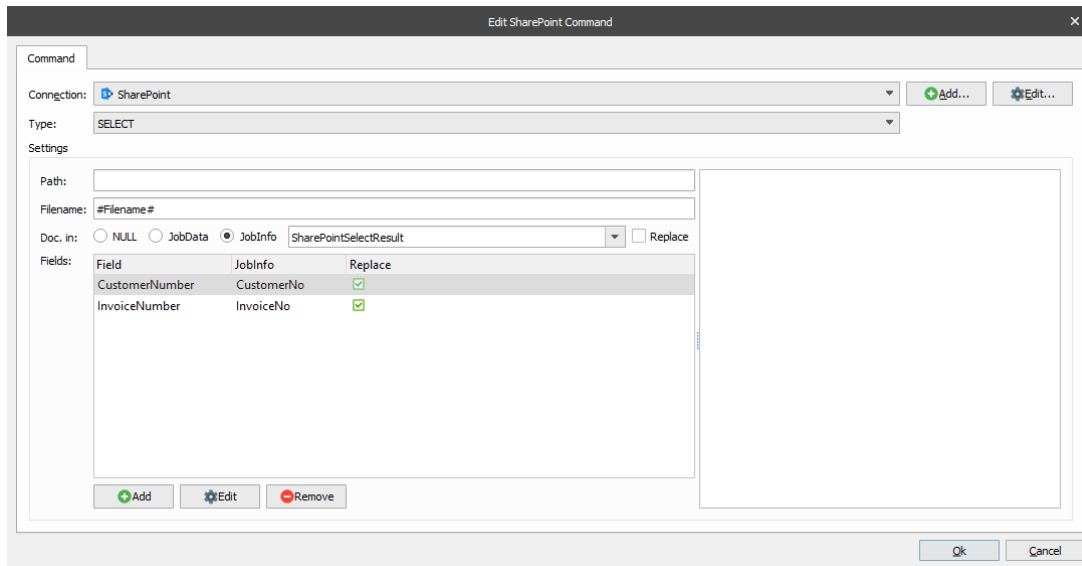 Edit SharePoint Command
Command
Connection: SharePoint Add... Edit...
Type: SELECT
Settings
Path:
Filename: #Filename#
Doc. in: NULL JobData JobInfo SharePointSelectResult Replace
Fields:
Field JobInfo Replace
CustomerNumber CustomerNo
InvoiceNumber InvoiceNo
Add Edit Remove
Ok Cancel